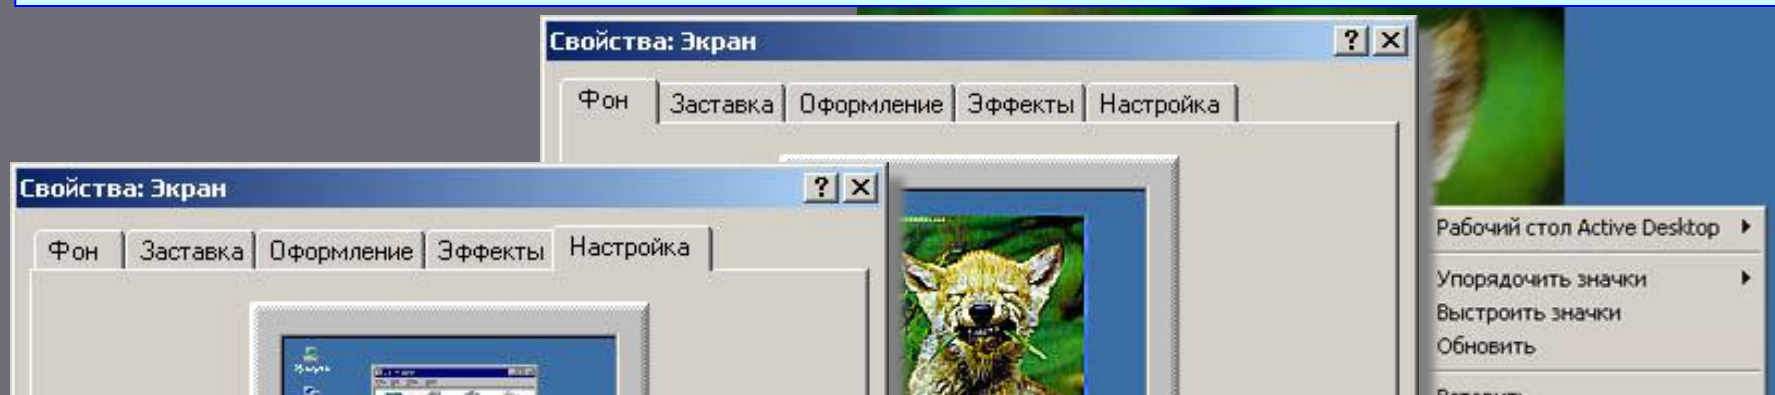 Свойства: Экран
Фон Заставка Оформление Эффекты Настройка
Свойства: Экран
Фон Заставка Оформление Эффекты Настройка
Рабочий стол Active Desktop
Упорядочить значки
Выстроить значки
Обновить